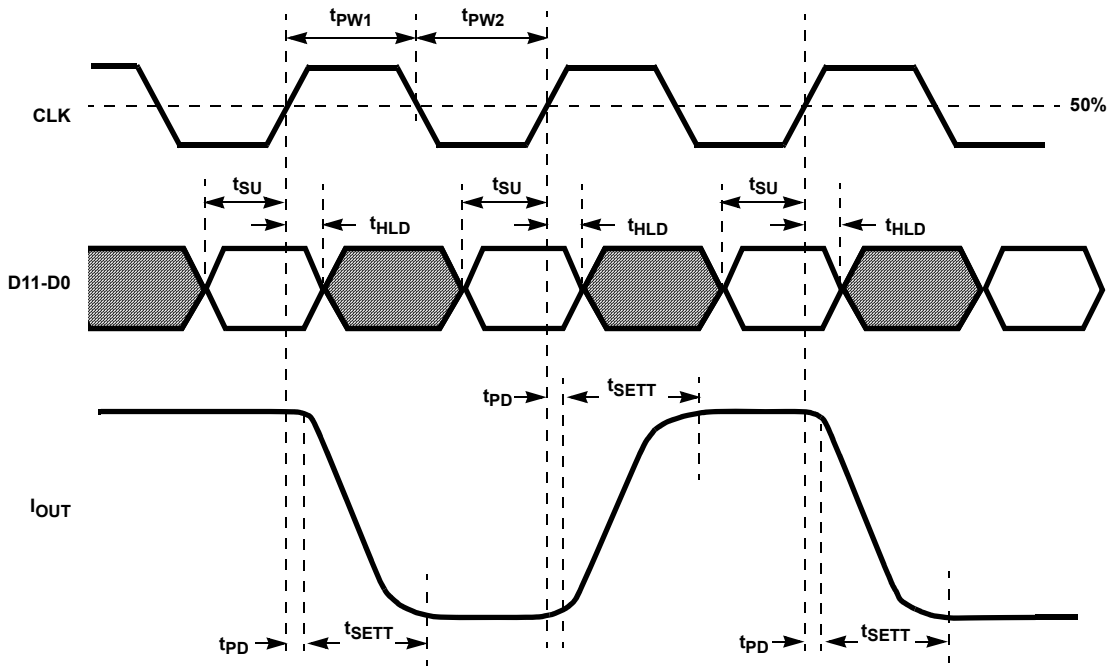 tPW1 tPW2
CLK 50%
tSU tSU tSU
tHLD tHLD tHLD
D11-D0
tPD tSETT
IOUT
tPD tSETT tPD tSETT